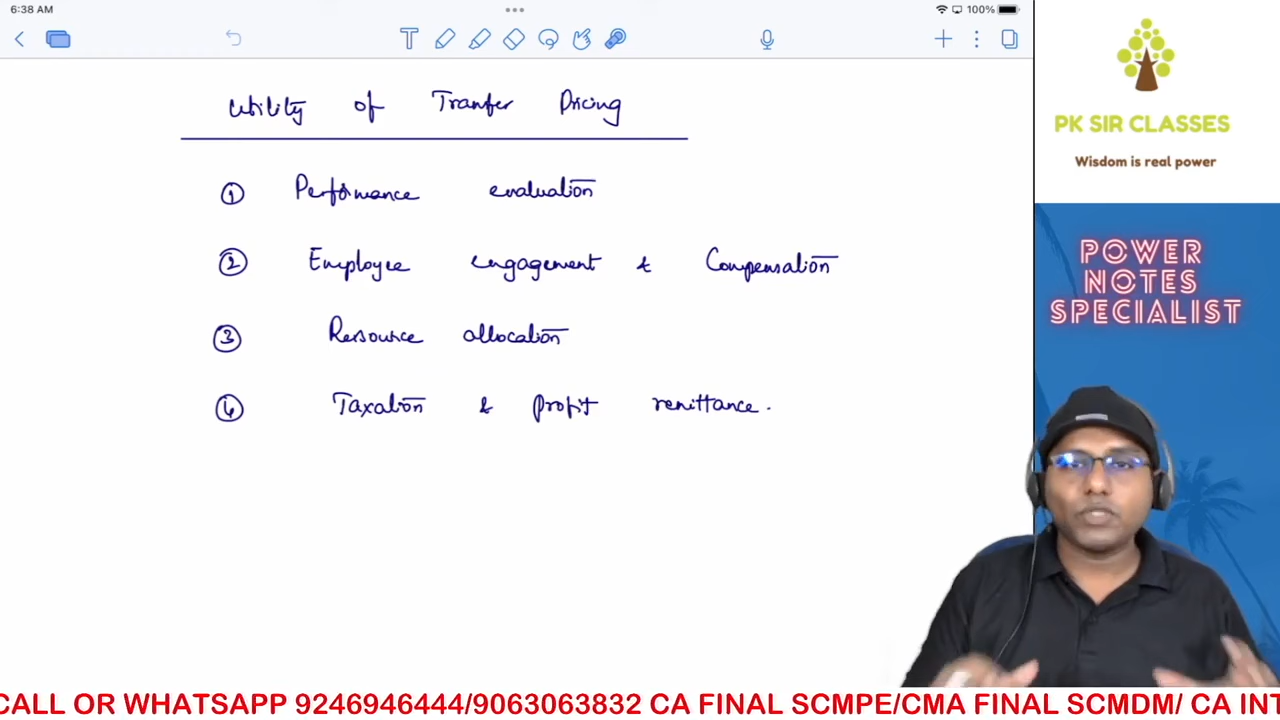 6:38 AM
100%
Utility of Tranfer Pricing
① Performance evaluation
② Employee engagement & Compensation
③ Resource allocation
④ Taxation & profit remittance.
PK SIR CLASSES
Wisdom is real power
POWER
NOTES
SPECIALIST
CALL OR WHATSAPP 9246946444/9063063832 CA FINAL SCMPE/CMA FINAL SCMDM/ CA INT